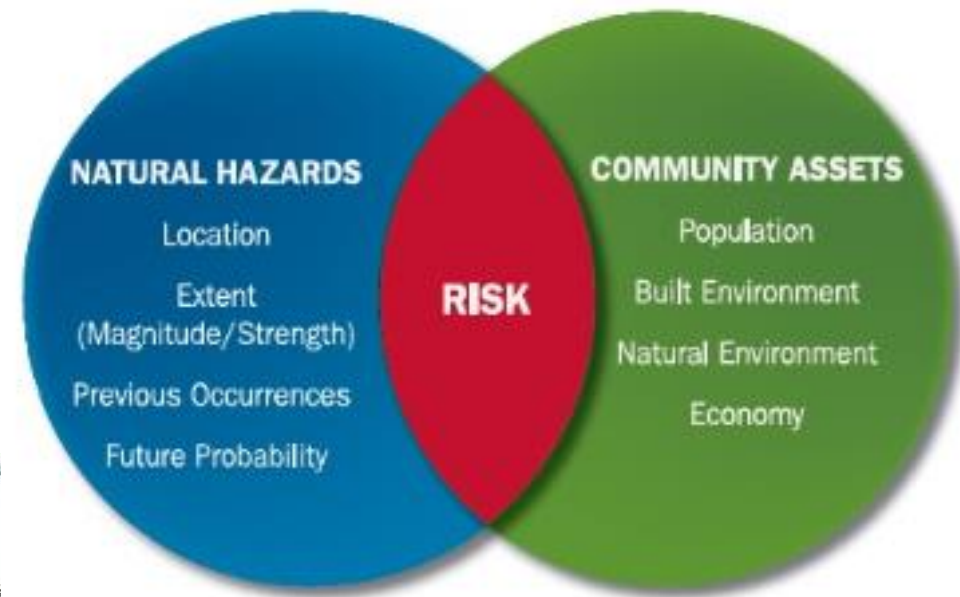 NATURAL HAZARDS
Location
Extent
(Magnitude/Strength)
Previous Occurrences
Future Probability
RISK
COMMUNITY ASSETS
Population
Built Environment
Natural Environment
Economy